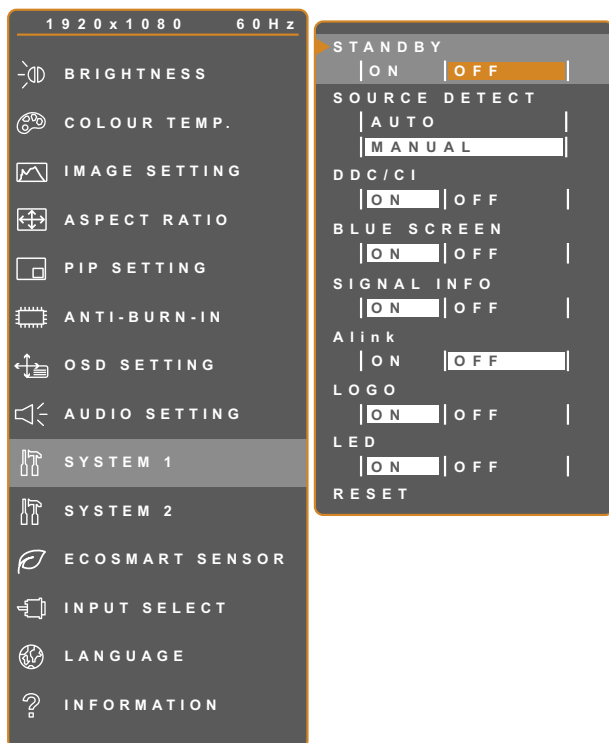 1920x1080 60Hz
BRIGHTNESS
COLOUR TEMP.
IMAGE SETTING
ASPECT RATIO
PIP SETTING
ANTI-BURN-IN
OSD SETTING
AUDIO SETTING
SYSTEM 1
SYSTEM 2
ECOSMART SENSOR
INPUT SELECT
LANGUAGE
INFORMATION
STANDBY
ON OFF
SOURCE DETECT
AUTO
MANUAL
DDC/CI
ON OFF
BLUE SCREEN
ON OFF
SIGNAL INFO
ON OFF
Alink
ON OFF
LOGO
ON OFF
LED
ON OFF
RESET